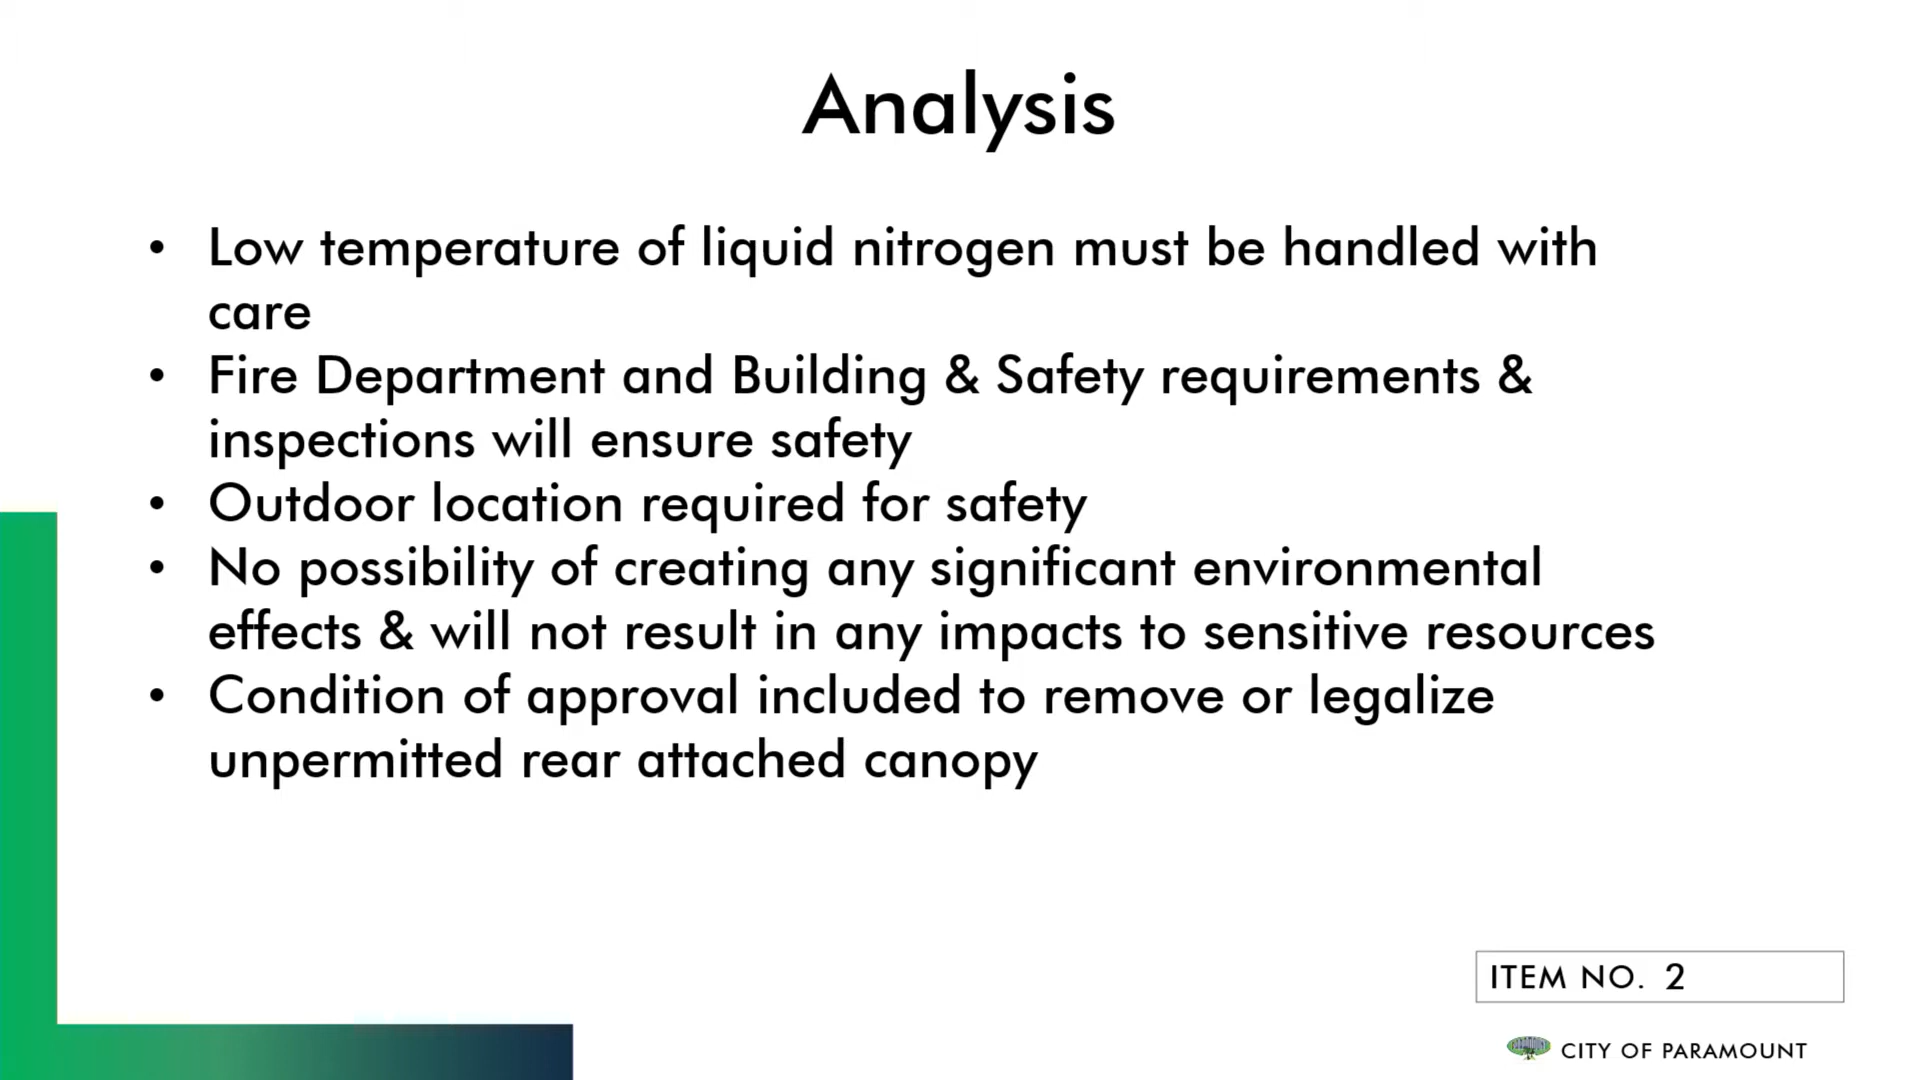 Analysis
• Low temperature of liquid nitrogen must be handled with
care
• Fire Department and Building & Safety requirements &
inspections will ensure safety
• Outdoor location required for safety
• No possibility of creating any significant environmental
effects & will not result in any impacts to sensitive resources
• Condition of approval included to remove or legalize
unpermitted rear attached canopy
ITEM NO. 2
PARAMOUNT
CITY OF PARAMOUNT